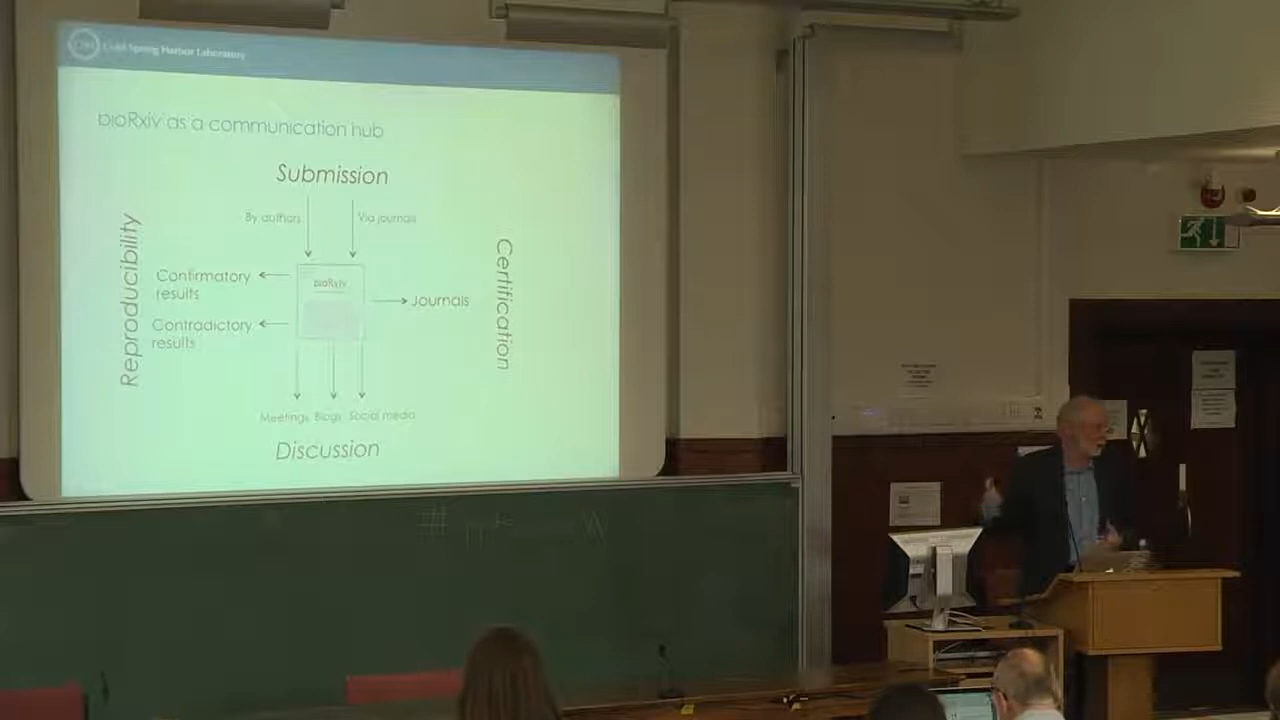 Cold Spring Harbor Laboratory
bioRxiv as a communication hub
Submission
By authors
Via journals
Reproducibility
Confirmatory
results
Contradictory
results
bioRxiv
Journals
Certification
Meetings Blogs Social media
Discussion